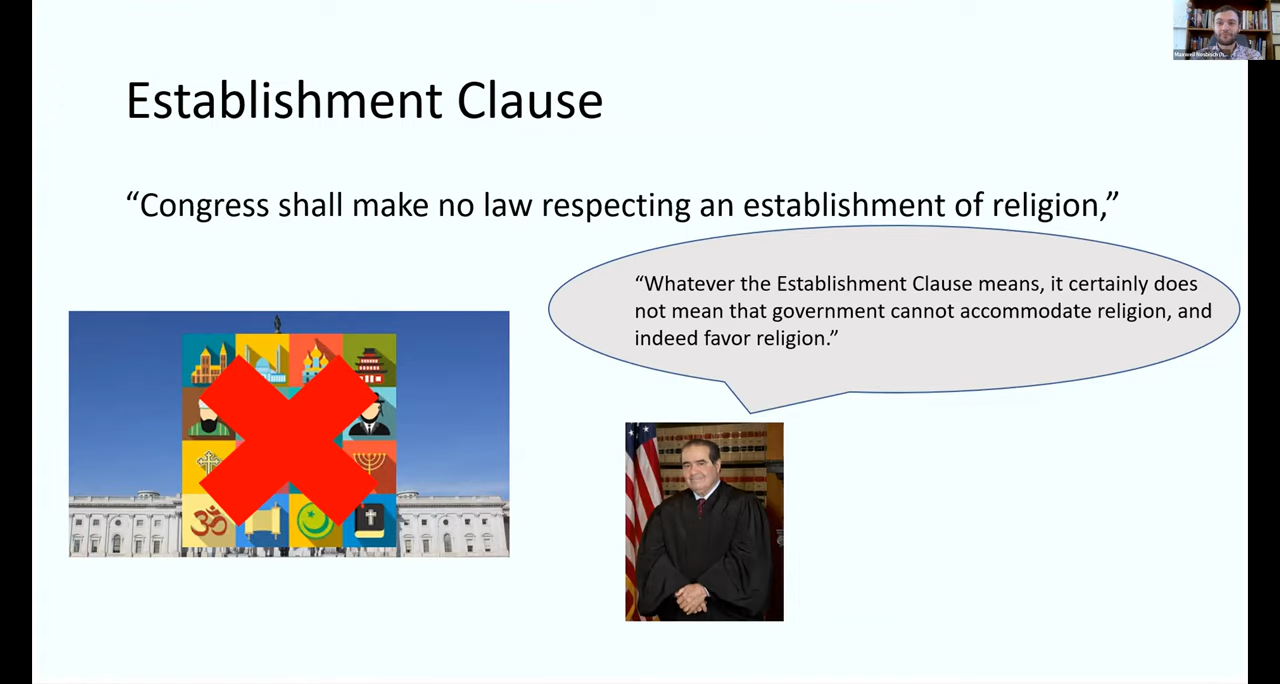 Establishment Clause
“Congress shall make no law respecting an establishment of religion,”
“Whatever the Establishment Clause means, it certainly does
not mean that government cannot accommodate religion, and
indeed favor religion.”